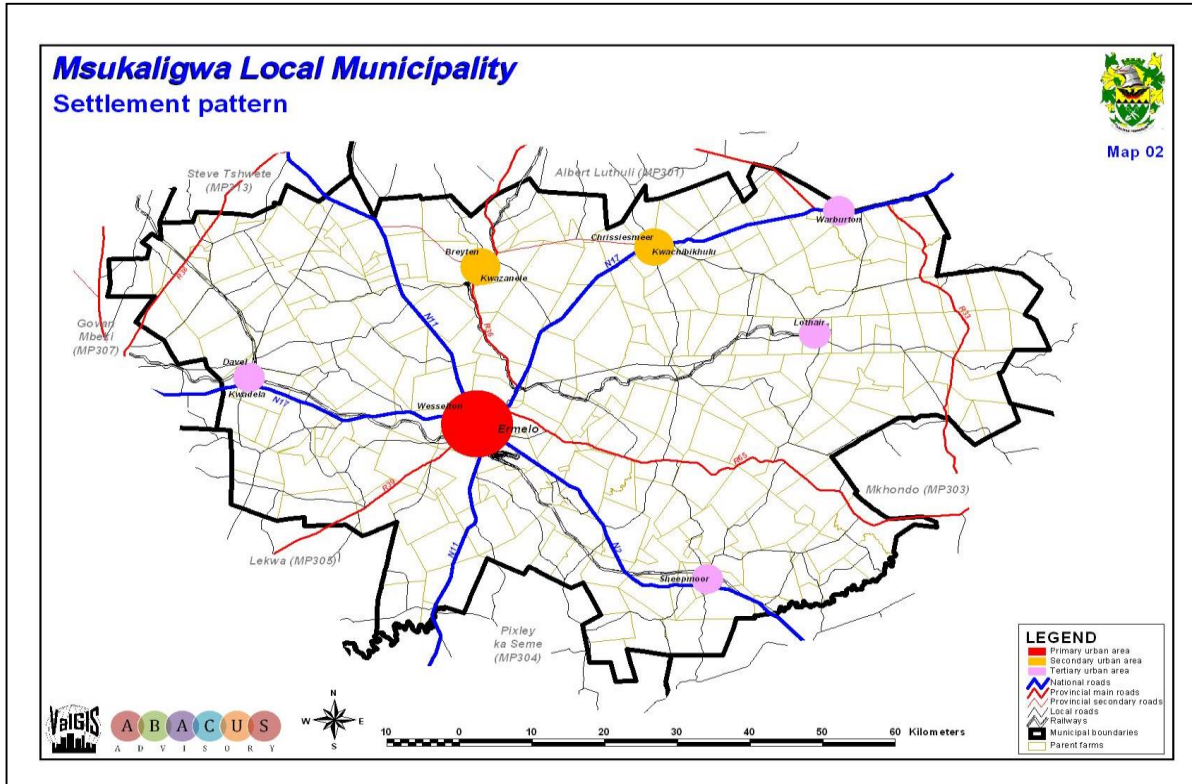 Msukaligwa Local Municipality
Settlement pattern
Map 02
Steve Tshwete
(MP313)
Albert Luthuli (MP301)
Warburton
Chrissiesmeer
Kwachibikhulu
Breyten
Kwazanele
N17
N11
R38
R36
R33
Govan
Mbeki
(MP307)
Lothair
Davel
Kwadela
N17
Wesselton
Ermelo
R65
R39
Mkhondo (MP303)
Lekwa (MP305)
N11
N2
Sheepmoor
Pixley
ka Seme
(MP304)
LEGEND
Primary urban area
Secondary urban area
Tertiary urban area
National roads
Provincial main roads
Provincial secondary roads
Local roads
Railways
Municipal boundaries
Parent farms
ValGIS
ABACUS
ADVISORY
N
W E
S
10 0 10 20 30 40 50 60 Kilometers